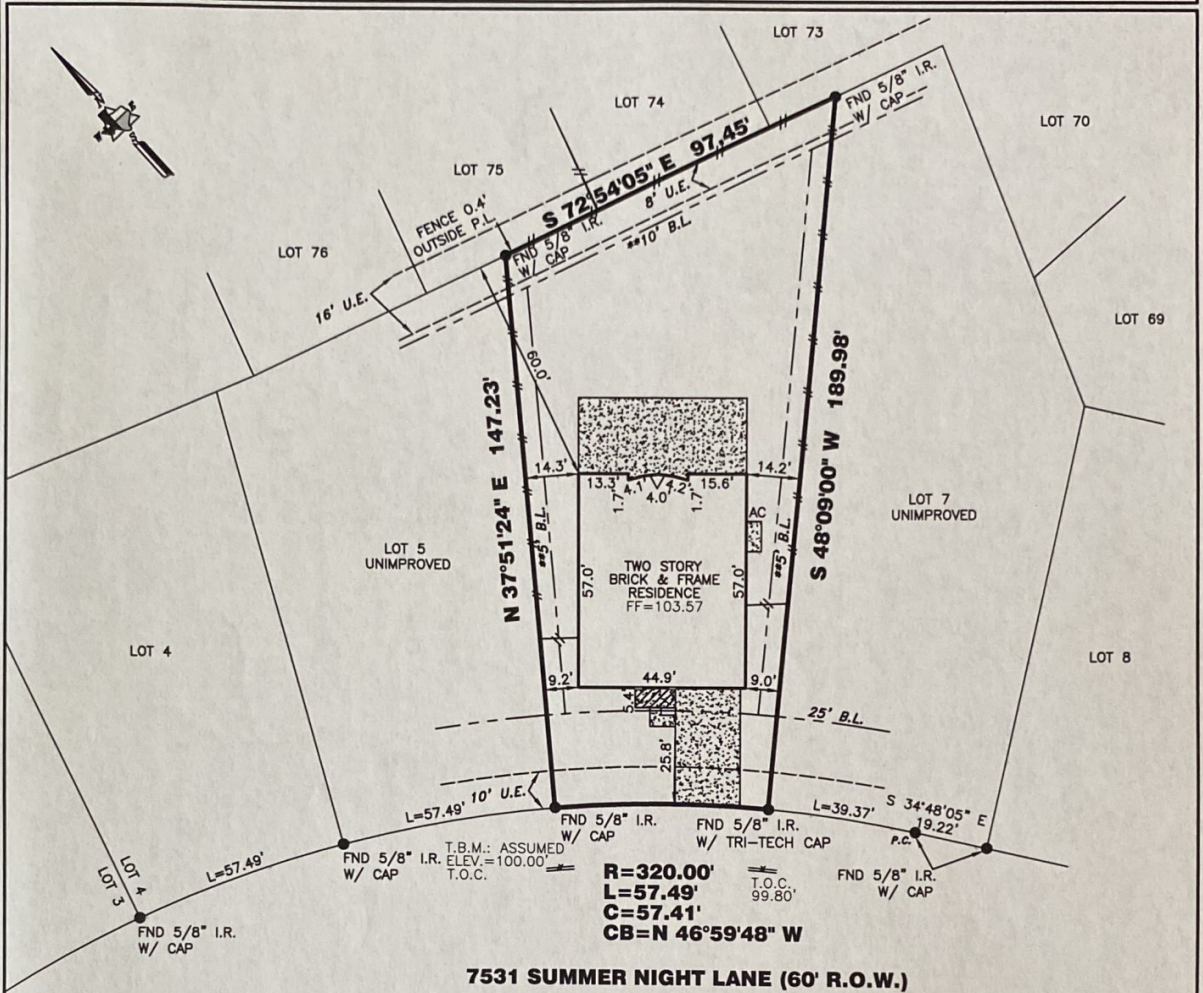 LOT 73
LOT 74
LOT 75
LOT 76
LOT 70
LOT 69
FND 5/8" I.R.
W/ CAP
S 72°54'05" E 97.45'
8' U.E.
**10' B.L.
FENCE 0.4'
OUTSIDE P.L.
FND 5/8" I.R.
W/ CAP
16' U.E.
60.0'
N 37°51'24" E 147.23'
S 48°09'00" W 189.98'
14.3'
13.3'
1.7'
4.1'
4.0'
4.2'
1.7'
15.6'
14.2'
AC
**5' B.L.
**5' B.L.
LOT 5
UNIMPROVED
LOT 7
UNIMPROVED
57.0'
TWO STORY
BRICK & FRAME
RESIDENCE
FF=103.57
57.0'
LOT 4
LOT 8
9.2'
44.9'
9.0'
5.4
25' B.L.
25.8'
10' U.E.
L=57.49'
L=39.37'
S 34°48'05" E
19.22'
P.C.
FND 5/8" I.R.
W/ CAP
FND 5/8" I.R.
W/ TRI-TECH CAP
FND 5/8" I.R.
W/ CAP
T.B.M.: ASSUMED
ELEV.=100.00'
T.O.C.
FND 5/8" I.R.
W/ CAP
T.O.C.
99.80'
L=57.49'
LOT 4
LOT 3
FND 5/8" I.R.
W/ CAP
R=320.00'
L=57.49'
C=57.41'
CB=N 46°59'48" W
7531 SUMMER NIGHT LANE (60' R.O.W.)